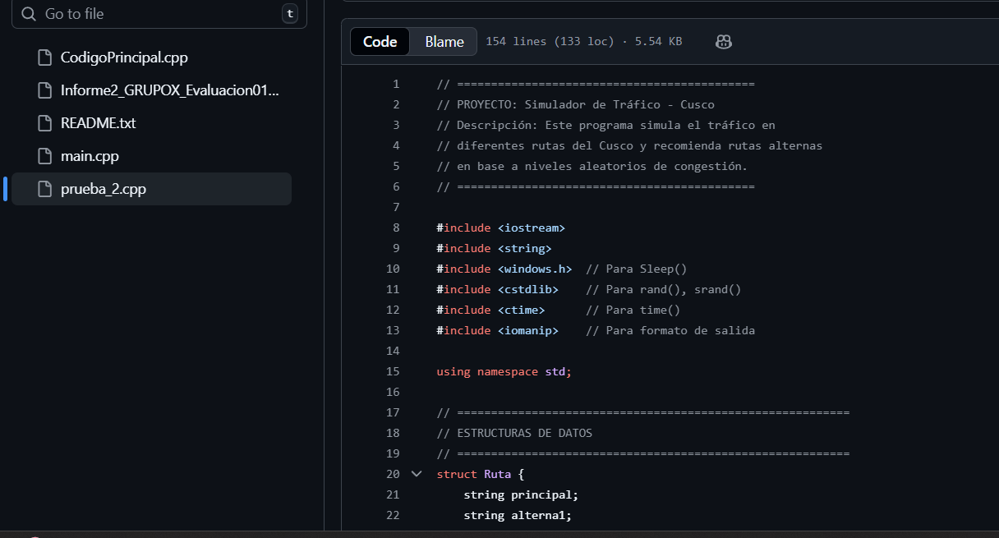 Go to file
t
CodigoPrincipal.cpp
Informe2_GRUPOX_Evaluacion01...
README.txt
main.cpp
prueba_2.cpp
Code
Blame
154 lines (133 loc) · 5.54 KB
1 // ============================================
2 // PROYECTO: Simulador de Tráfico - Cusco
3 // Descripción: Este programa simula el tráfico en
4 // diferentes rutas del Cusco y recomienda rutas alternas
5 // en base a niveles aleatorios de congestión.
6 // ============================================
7
8 #include <iostream>
9 #include <string>
10 #include <windows.h>  // Para Sleep()
11 #include <cstdlib>    // Para rand(), srand()
12 #include <ctime>      // Para time()
13 #include <iomanip>    // Para formato de salida
14
15 using namespace std;
16
17 // ==========================================================
18 // ESTRUCTURAS DE DATOS
19 // ==========================================================
20 struct Ruta {
21     string principal;
22     string alterna1;